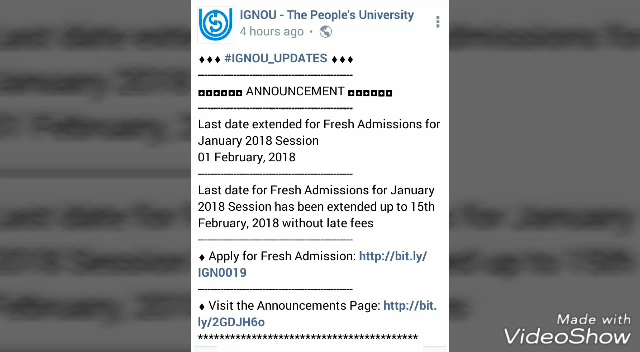 IGNOU - The People's University
4 hours ago
♦♦♦ #IGNOU_UPDATES ♦♦♦
----------------------------------------
ANNOUNCEMENT
----------------------------------------
Last date extended for Fresh Admissions for
January 2018 Session
01 February, 2018
----------------------------------------
Last date for Fresh Admissions for January
2018 Session has been extended up to 15th
February, 2018 without late fees
----------------------------------------
♦ Apply for Fresh Admission: http://bit.ly/
IGN0019
----------------------------------------
♦ Visit the Announcements Page: http://bit.
ly/2GDJH6o
******************************************
Made with
VideoShow